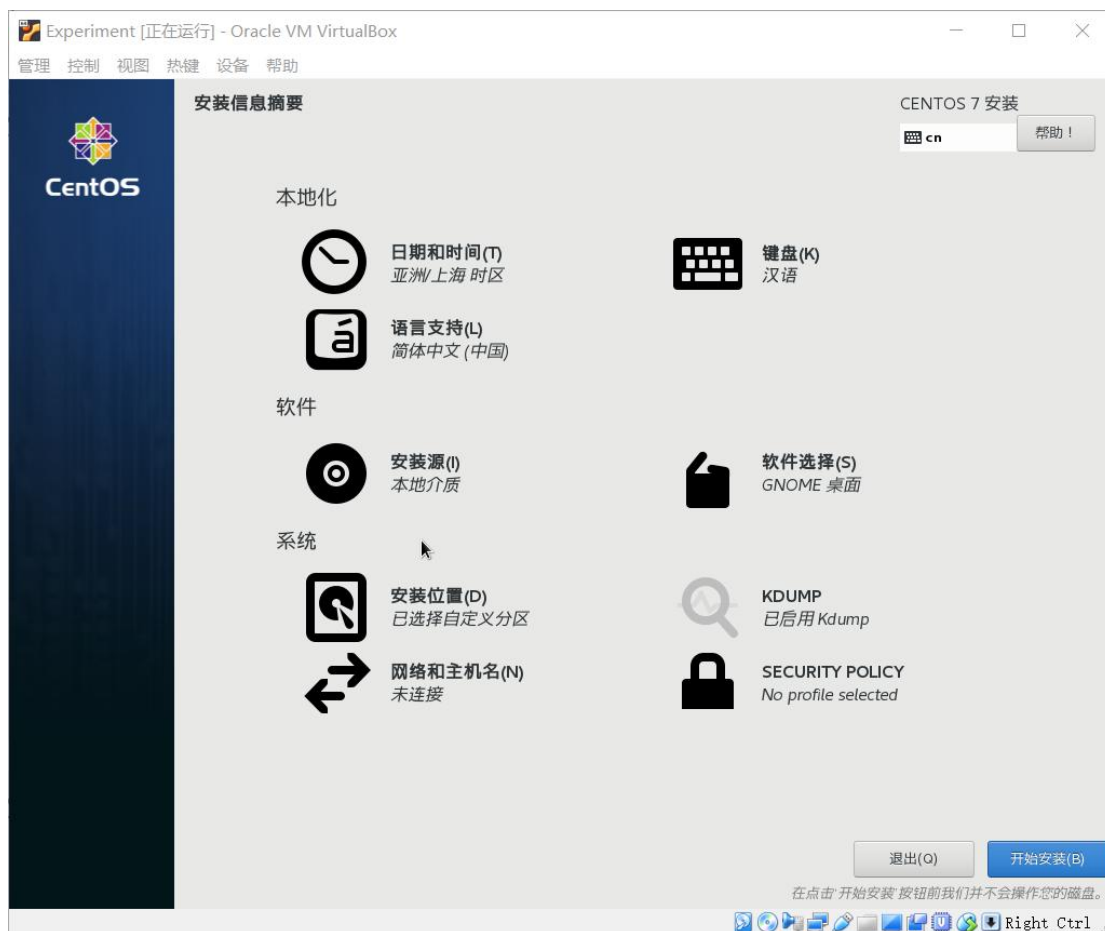 Experiment [正在运行] - Oracle VM VirtualBox
管理 控制 视图 热键 设备 帮助
安装信息摘要
CENTOS 7 安装
cn
帮助！
CentOS
本地化
日期和时间(T)
亚洲/上海 时区
键盘(K)
汉语
语言支持(L)
简体中文 (中国)
软件
安装源(I)
本地介质
软件选择(S)
GNOME 桌面
系统
安装位置(D)
已选择自定义分区
KDUMP
已启用 Kdump
网络和主机名(N)
未连接
SECURITY POLICY
No profile selected
退出(Q)
开始安装(B)
在点击'开始安装'按钮前我们并不会操作您的磁盘。
Right Ctrl